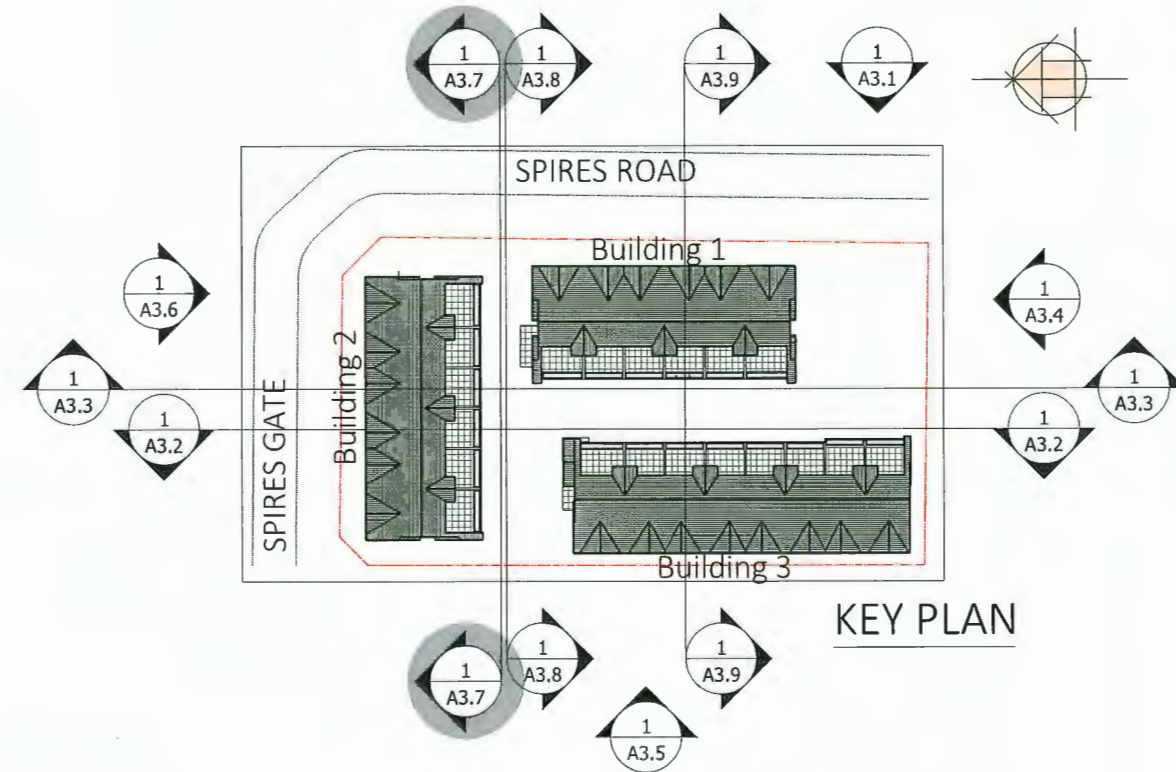 1
A3.7
1
A3.8
1
A3.9
1
A3.1
SPIRES ROAD
Building 1
1
A3.6
1
A3.4
Building 2
SPIRES GATE
1
A3.3
1
A3.3
1
A3.2
1
A3.2
Building 3
KEY PLAN
1
A3.7
1
A3.8
1
A3.9
1
A3.5